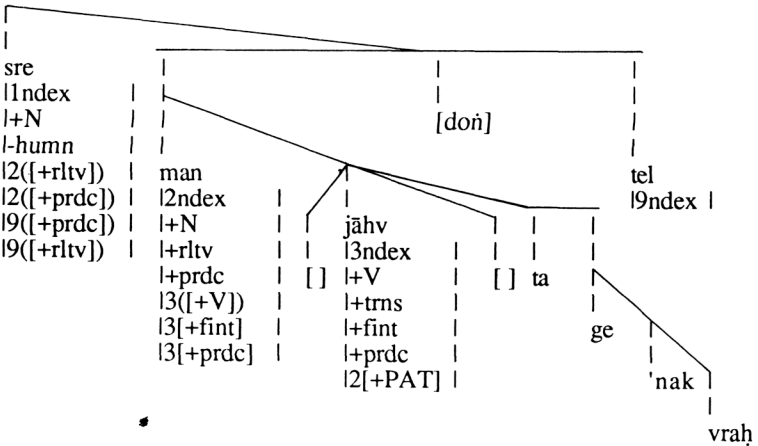 sre
|1ndex |
+N |
-humn |
|2([+rltv]) |
|2([+prdc]) |
|9([+prdc]) |
|9([+rltv]) |
man
|2ndex |
+N |
+rltv |
+prdc |
|3([+V]) |
|3[+fint] |
|3[+prdc] |
[ ]
jāhv
|3ndex |
+V |
+trns |
+fint |
+prdc |
|2[+PAT] |
[ ]
ta
ge
'nak
vraḥ
[doṅ]
tel
|9ndex |